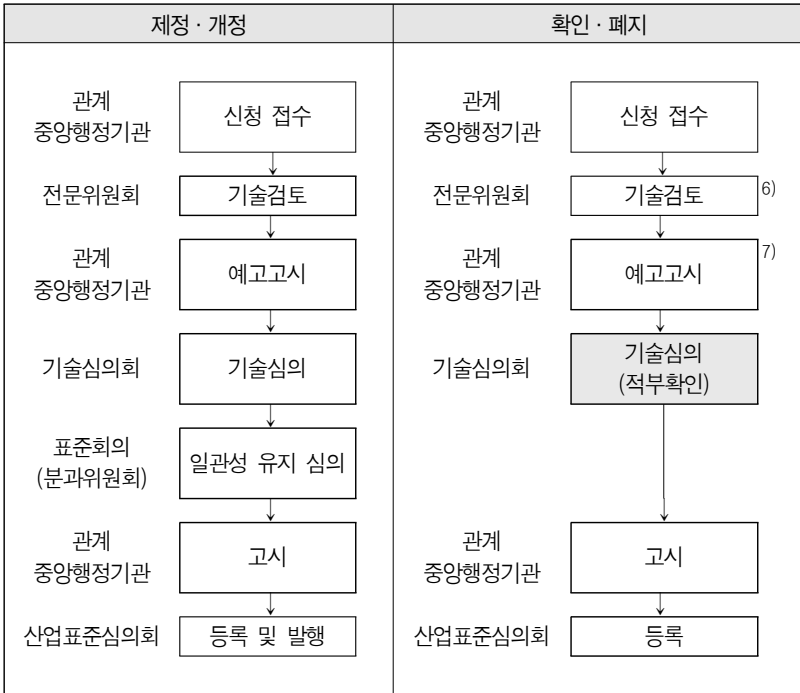 제정 · 개정
관계
중앙행정기관
신청 접수
전문위원회
기술검토
관계
중앙행정기관
예고고시
기술심의회
기술심의
표준회의
(분과위원회)
일관성 유지 심의
관계
중앙행정기관
고시
산업표준심의회
등록 및 발행
확인 · 폐지
관계
중앙행정기관
신청 접수
전문위원회
기술검토
6)
관계
중앙행정기관
예고고시
7)
기술심의회
기술심의
(적부확인)
관계
중앙행정기관
고시
산업표준심의회
등록